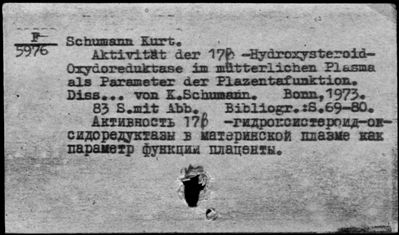 F
5976
Schumann Kurt.
Aktivität der 17β -Hydroxysteroid-
Oxydoreduktase im mütterlichen Plasma
als Parameter der Plazentafunktion.
Diss... von K.Schumann. Bonn,1973.
83 S.mit Abb. Bibliogr.:S.69-80.
Активность 17β -гидроксистероид-ок-
сидоредуктазы в материнской плазме как
параметр функции плаценты.